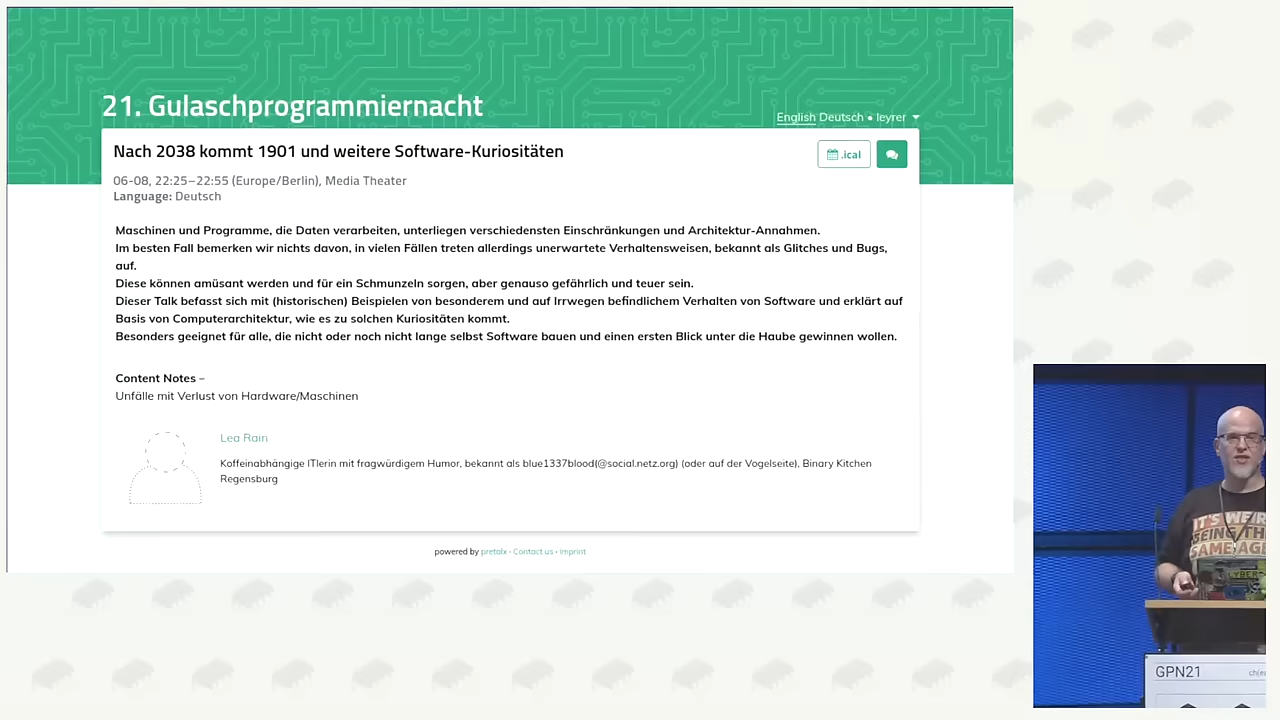 21. Gulaschprogrammiernacht
English Deutsch • leyrer
Nach 2038 kommt 1901 und weitere Software-Kuriositäten
.ical
06-08, 22:25–22:55 (Europe/Berlin), Media Theater
Language: Deutsch
Maschinen und Programme, die Daten verarbeiten, unterliegen verschiedensten Einschränkungen und Architektur-Annahmen.
Im besten Fall bemerken wir nichts davon, in vielen Fällen treten allerdings unerwartete Verhaltensweisen, bekannt als Glitches und Bugs,
auf.
Diese können amüsant werden und für ein Schmunzeln sorgen, aber genauso gefährlich und teuer sein.
Dieser Talk befasst sich mit (historischen) Beispielen von besonderem und auf Irrwegen befindlichem Verhalten von Software und erklärt auf
Basis von Computerarchitektur, wie es zu solchen Kuriositäten kommt.
Besonders geeignet für alle, die nicht oder noch nicht lange selbst Software bauen und einen ersten Blick unter die Haube gewinnen wollen.
Content Notes –
Unfälle mit Verlust von Hardware/Maschinen
Lea Rain
Koffeinabhängige ITlerin mit fragwürdigem Humor, bekannt als blue1337blood(@social.netz.org) (oder auf der Vogelseite), Binary Kitchen
Regensburg
powered by pretalx · Contact us · Imprint
IT'S WEIR
SEEING TH
SAME AGE
CYBER
GPN21